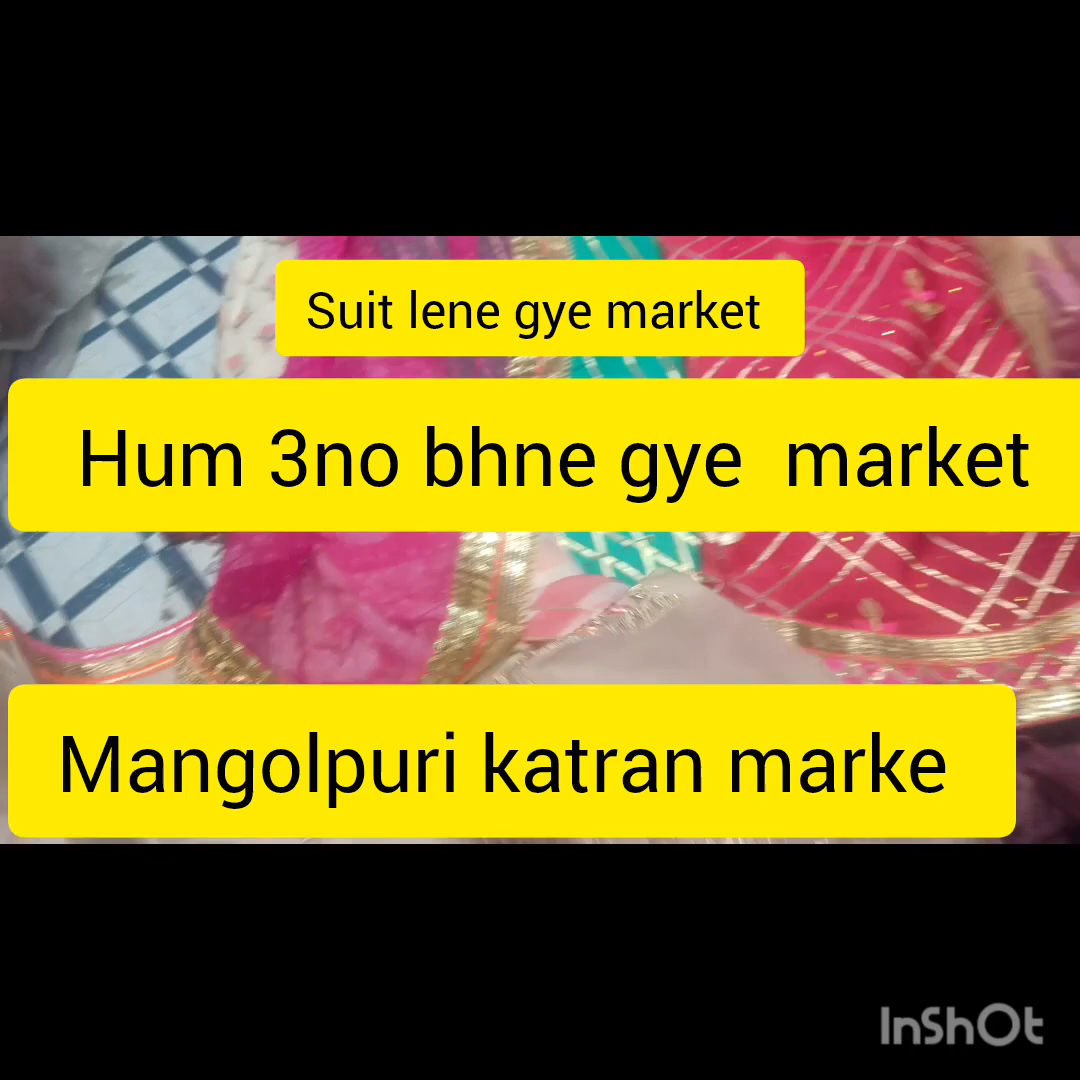 Suit lene gye market
Hum 3no bhne gye  market
Mangolpuri katran marke
InShOt